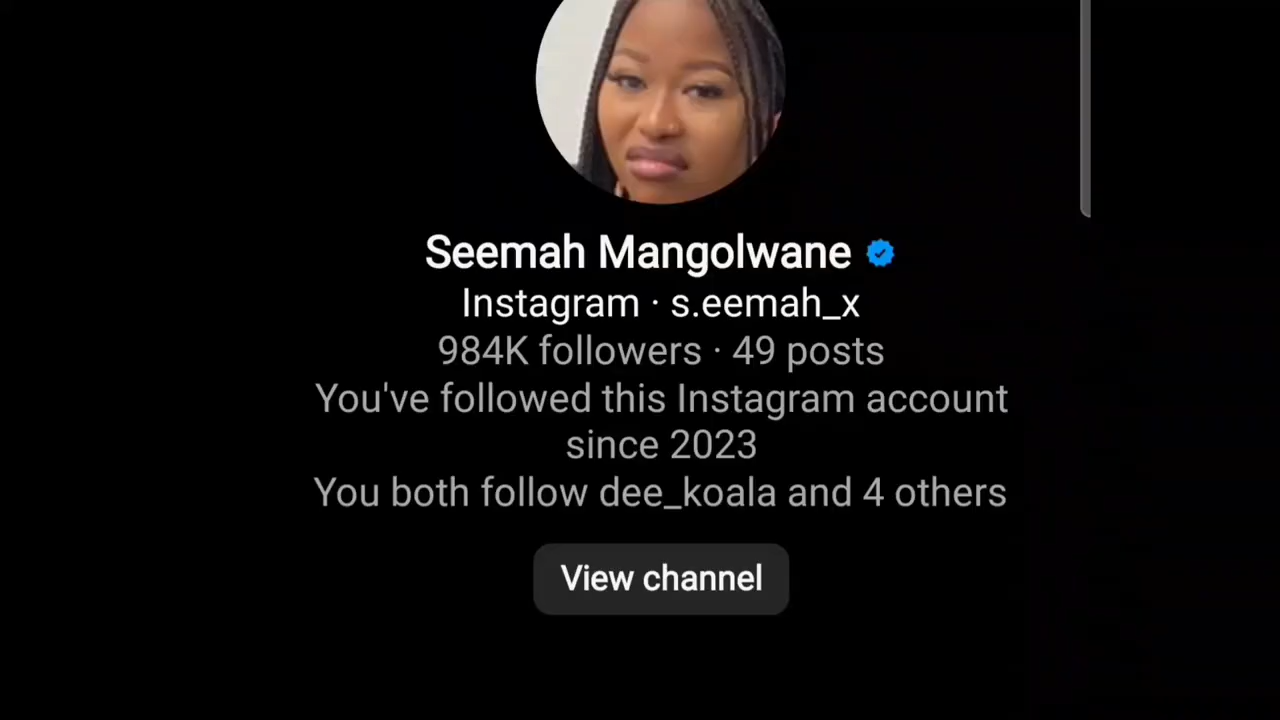 Seemah Mangolwane
Instagram · s.eemah_x
984K followers · 49 posts
You've followed this Instagram account
since 2023
You both follow dee_koala and 4 others
View channel